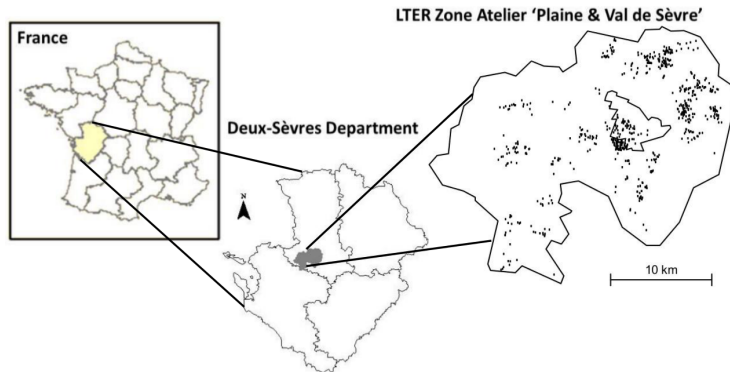 LTER Zone Atelier ‘Plaine & Val de Sèvre’
France
Deux-Sèvres Department
N
10 km